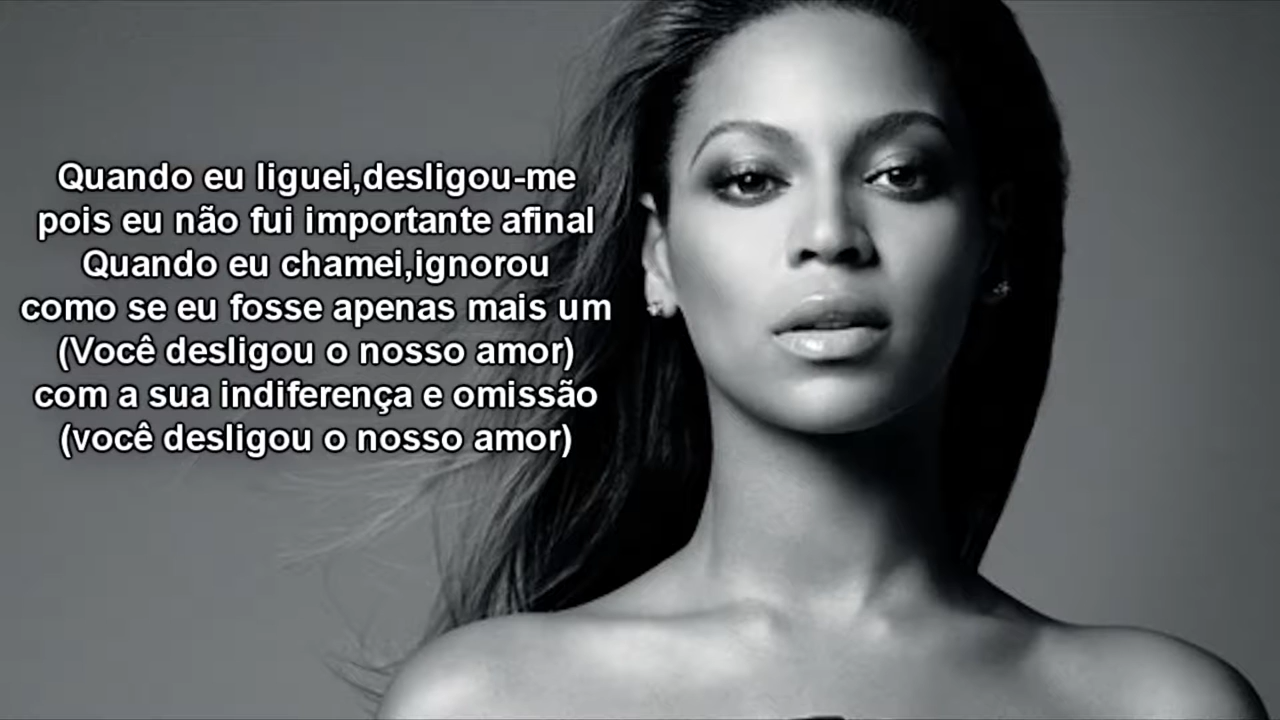 Quando eu liguei,desligou-me
pois eu não fui importante afinal
Quando eu chamei,ignorou
como se eu fosse apenas mais um
(Você desligou o nosso amor)
com a sua indiferença e omissão
(você desligou o nosso amor)